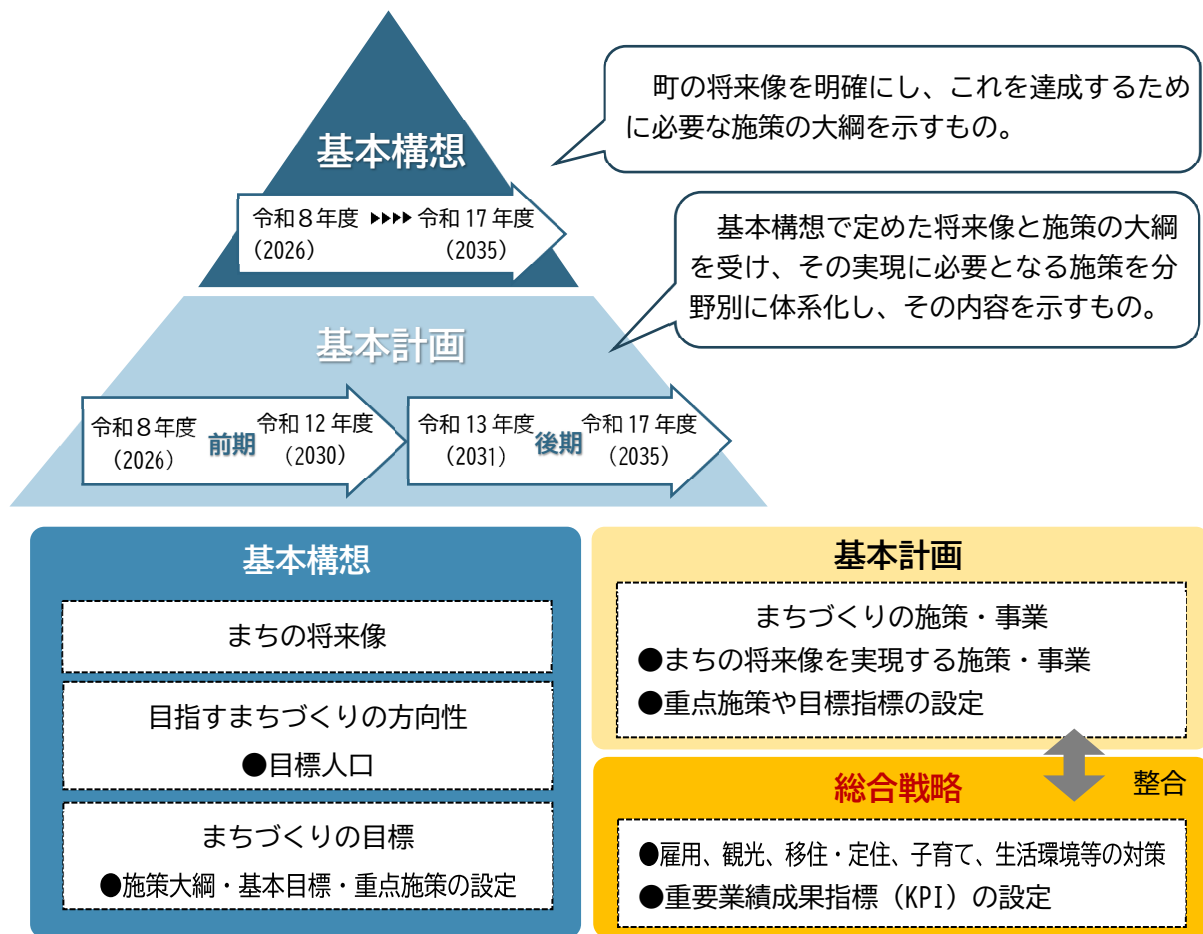 基本構想
令和８年度 ▶▶▶▶ 令和17年度
(2026) (2035)
町の将来像を明確にし、これを達成するため
に必要な施策の大綱を示すもの。
基本計画
令和８年度 前期 令和12年度
(2026) (2030)
令和13年度 後期 令和17年度
(2031) (2035)
基本構想で定めた将来像と施策の大綱
を受け、その実現に必要となる施策を分
野別に体系化し、その内容を示すもの。
基本構想
まちの将来像
目指すまちづくりの方向性
●目標人口
まちづくりの目標
●施策大綱・基本目標・重点施策の設定
基本計画
まちづくりの施策・事業
●まちの将来像を実現する施策・事業
●重点施策や目標指標の設定
整合
総合戦略
●雇用、観光、移住・定住、子育て、生活環境等の対策
●重要業績成果指標（KPI）の設定